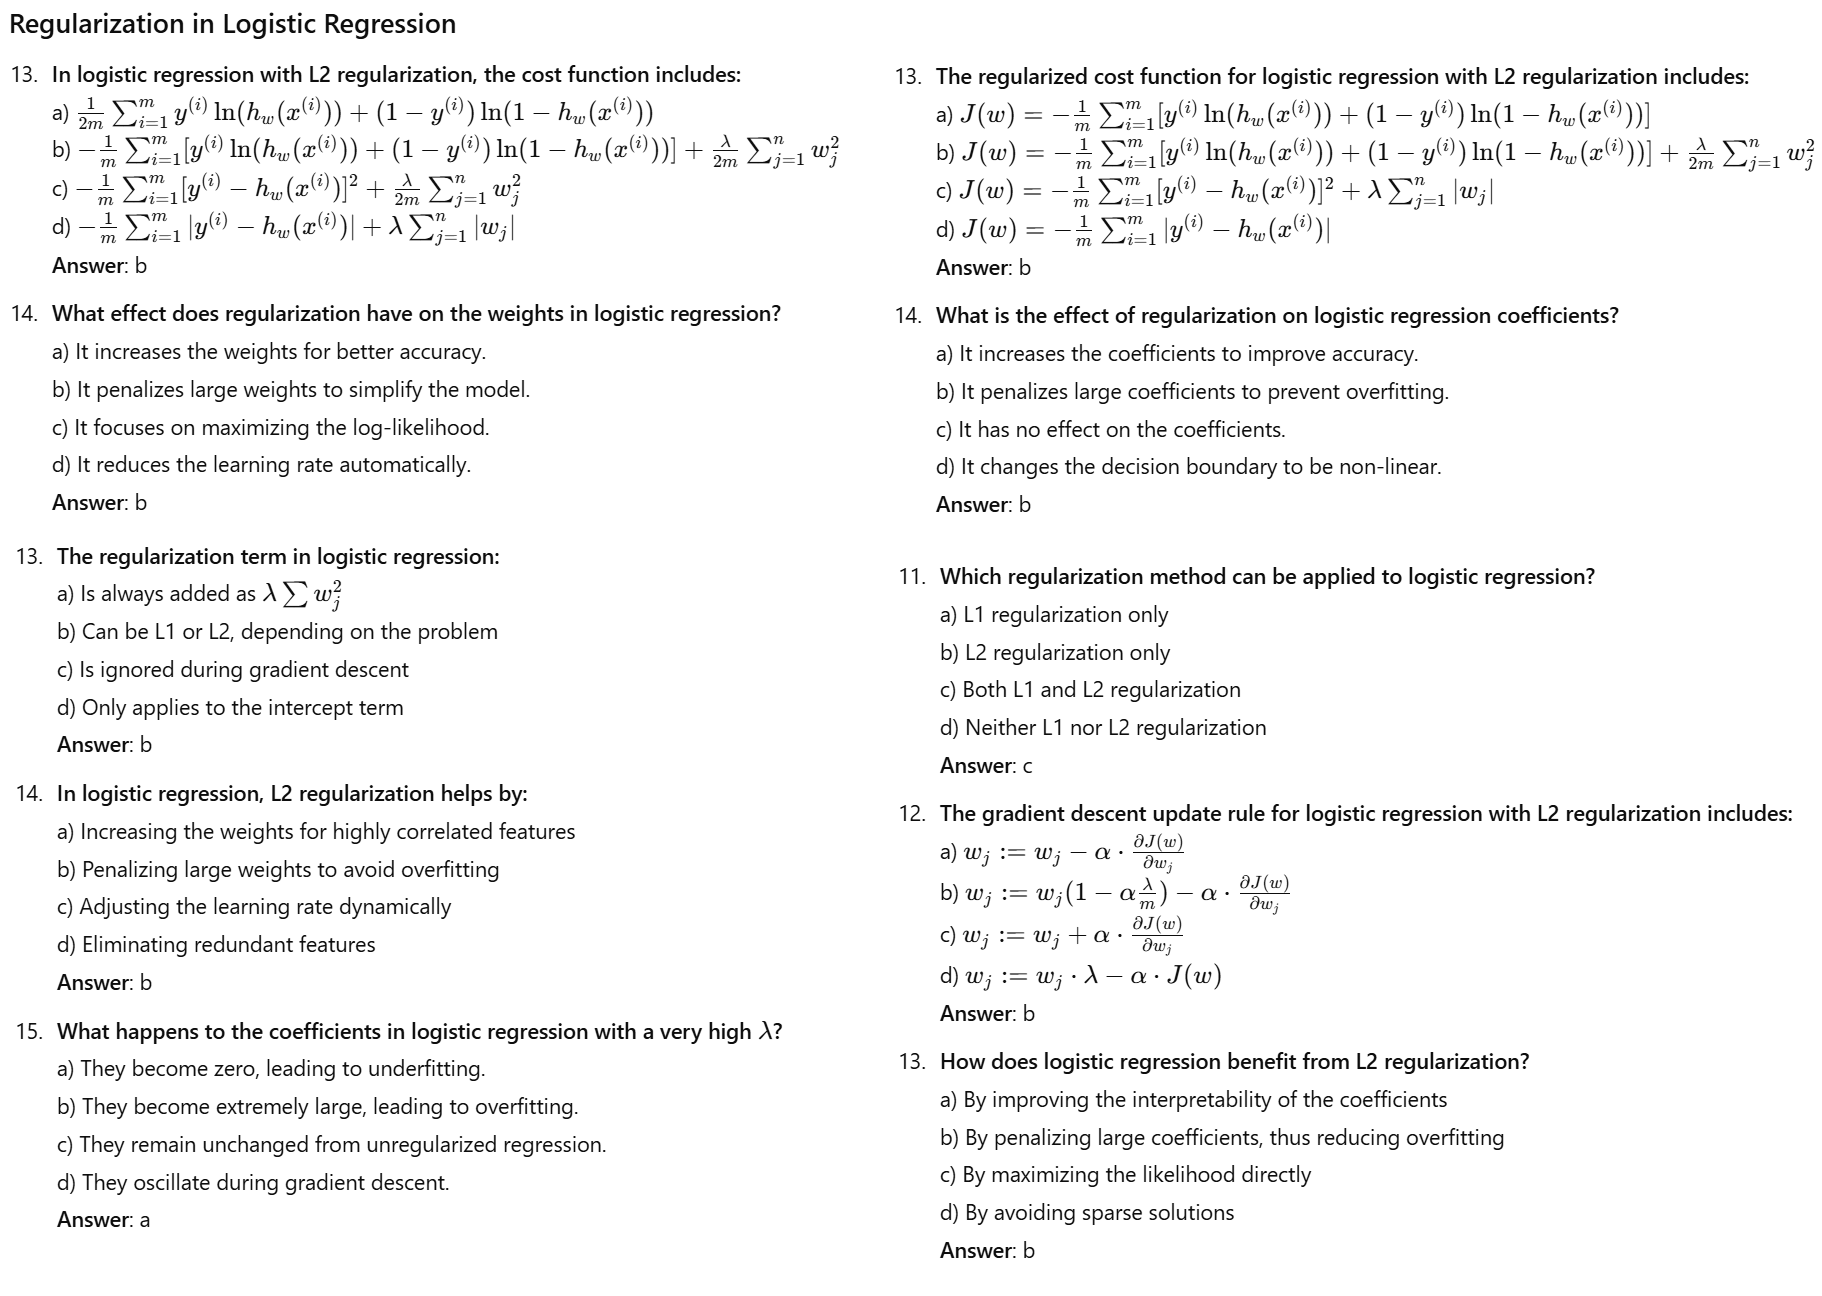 Regularization in Logistic Regression
13. In logistic regression with L2 regularization, the cost function includes:
a) $\frac{1}{2m} \sum_{i=1}^{m} y^{(i)} \ln(h_w(x^{(i)})) + (1 - y^{(i)}) \ln(1 - h_w(x^{(i)}))$
b) $-\frac{1}{m} \sum_{i=1}^{m} [y^{(i)} \ln(h_w(x^{(i)})) + (1 - y^{(i)}) \ln(1 - h_w(x^{(i)}))] + \frac{\lambda}{2m} \sum_{j=1}^{n} w_j^2$
c) $-\frac{1}{m} \sum_{i=1}^{m} [y^{(i)} - h_w(x^{(i)})]^2 + \frac{\lambda}{2m} \sum_{j=1}^{n} w_j^2$
d) $-\frac{1}{m} \sum_{i=1}^{m} |y^{(i)} - h_w(x^{(i)})| + \lambda \sum_{j=1}^{n} |w_j|$
Answer: b
14. What effect does regularization have on the weights in logistic regression?
a) It increases the weights for better accuracy.
b) It penalizes large weights to simplify the model.
c) It focuses on maximizing the log-likelihood.
d) It reduces the learning rate automatically.
Answer: b
13. The regularization term in logistic regression:
a) Is always added as $\lambda \sum w_j^2$
b) Can be L1 or L2, depending on the problem
c) Is ignored during gradient descent
d) Only applies to the intercept term
Answer: b
14. In logistic regression, L2 regularization helps by:
a) Increasing the weights for highly correlated features
b) Penalizing large weights to avoid overfitting
c) Adjusting the learning rate dynamically
d) Eliminating redundant features
Answer: b
15. What happens to the coefficients in logistic regression with a very high $\lambda$?
a) They become zero, leading to underfitting.
b) They become extremely large, leading to overfitting.
c) They remain unchanged from unregularized regression.
d) They oscillate during gradient descent.
Answer: a
13. The regularized cost function for logistic regression with L2 regularization includes:
a) $J(w) = -\frac{1}{m} \sum_{i=1}^{m} [y^{(i)} \ln(h_w(x^{(i)})) + (1 - y^{(i)}) \ln(1 - h_w(x^{(i)}))]$
b) $J(w) = -\frac{1}{m} \sum_{i=1}^{m} [y^{(i)} \ln(h_w(x^{(i)})) + (1 - y^{(i)}) \ln(1 - h_w(x^{(i)}))] + \frac{\lambda}{2m} \sum_{j=1}^{n} w_j^2$
c) $J(w) = -\frac{1}{m} \sum_{i=1}^{m} [y^{(i)} - h_w(x^{(i)})]^2 + \lambda \sum_{j=1}^{n} |w_j|$
d) $J(w) = -\frac{1}{m} \sum_{i=1}^{m} |y^{(i)} - h_w(x^{(i)})|$
Answer: b
14. What is the effect of regularization on logistic regression coefficients?
a) It increases the coefficients to improve accuracy.
b) It penalizes large coefficients to prevent overfitting.
c) It has no effect on the coefficients.
d) It changes the decision boundary to be non-linear.
Answer: b
11. Which regularization method can be applied to logistic regression?
a) L1 regularization only
b) L2 regularization only
c) Both L1 and L2 regularization
d) Neither L1 nor L2 regularization
Answer: c
12. The gradient descent update rule for logistic regression with L2 regularization includes:
a) $w_j := w_j - \alpha \cdot \frac{\partial J(w)}{\partial w_j}$
b) $w_j := w_j (1 - \alpha \frac{\lambda}{m}) - \alpha \cdot \frac{\partial J(w)}{\partial w_j}$
c) $w_j := w_j + \alpha \cdot \frac{\partial J(w)}{\partial w_j}$
d) $w_j := w_j \cdot \lambda - \alpha \cdot J(w)$
Answer: b
13. How does logistic regression benefit from L2 regularization?
a) By improving the interpretability of the coefficients
b) By penalizing large coefficients, thus reducing overfitting
c) By maximizing the likelihood directly
d) By avoiding sparse solutions
Answer: b